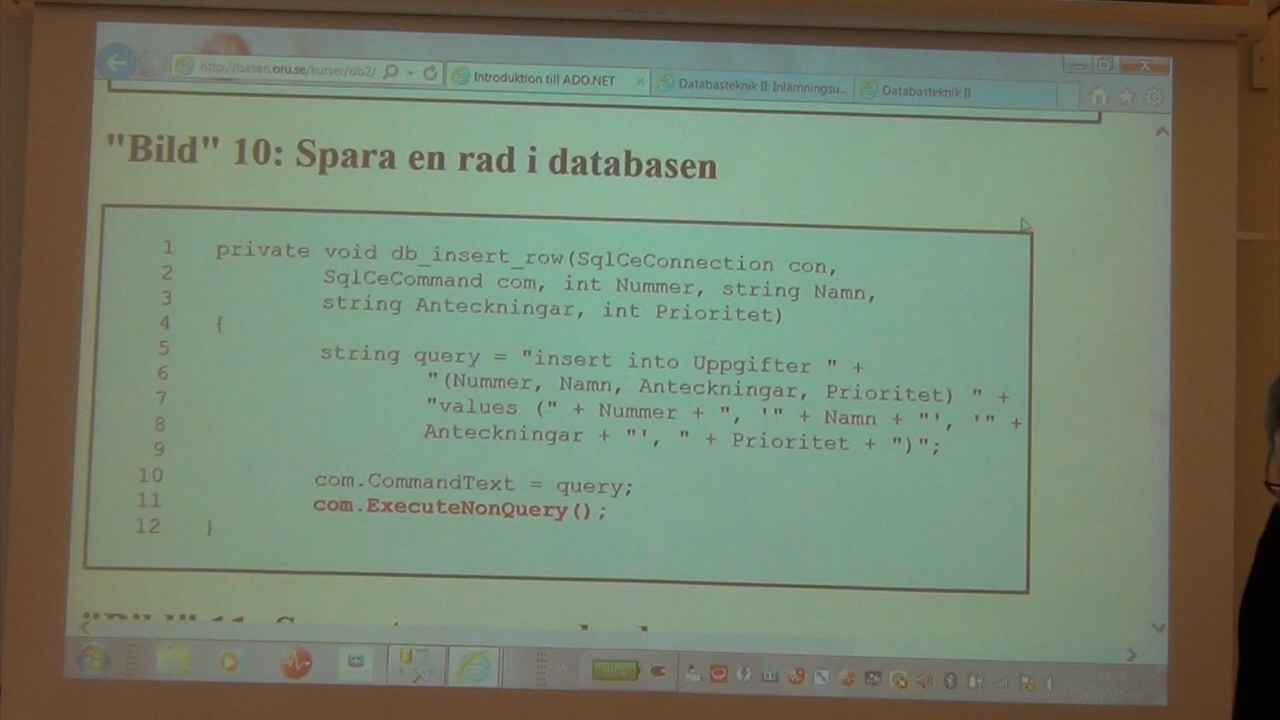 http://basen.oru.se/kurser/db2/
Introduktion till ADO.NET
Databasteknik II: Inlämningsu...
Databasteknik II
"Bild" 10: Spara en rad i databasen
1 private void db_insert_row(SqlCeConnection con,
2 SqlCeCommand com, int Nummer, string Namn,
3 string Anteckningar, int Prioritet)
4 {
5 string query = "insert into Uppgifter " +
6 "(Nummer, Namn, Anteckningar, Prioritet) " +
7 "values (" + Nummer + ", '" + Namn + "', '" +
8 Anteckningar + "', " + Prioritet + ")";
9
10 com.CommandText = query;
11 com.ExecuteNonQuery();
12 }